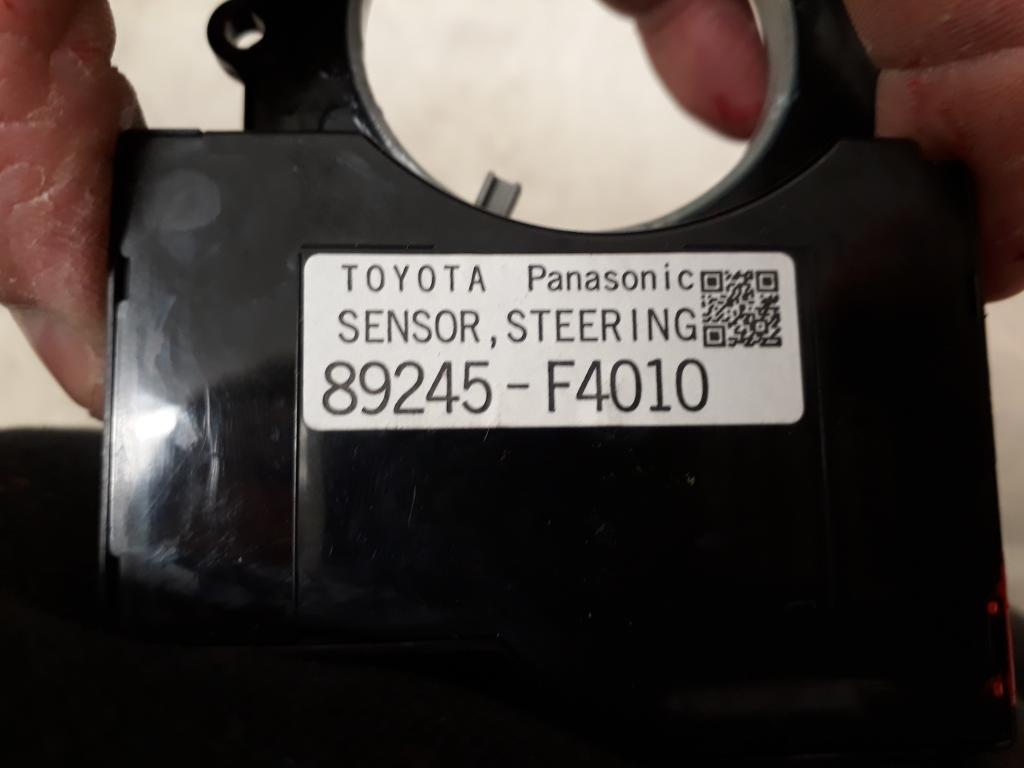 TOYOTA Panasonic
SENSOR,STEERING
89245-F4010